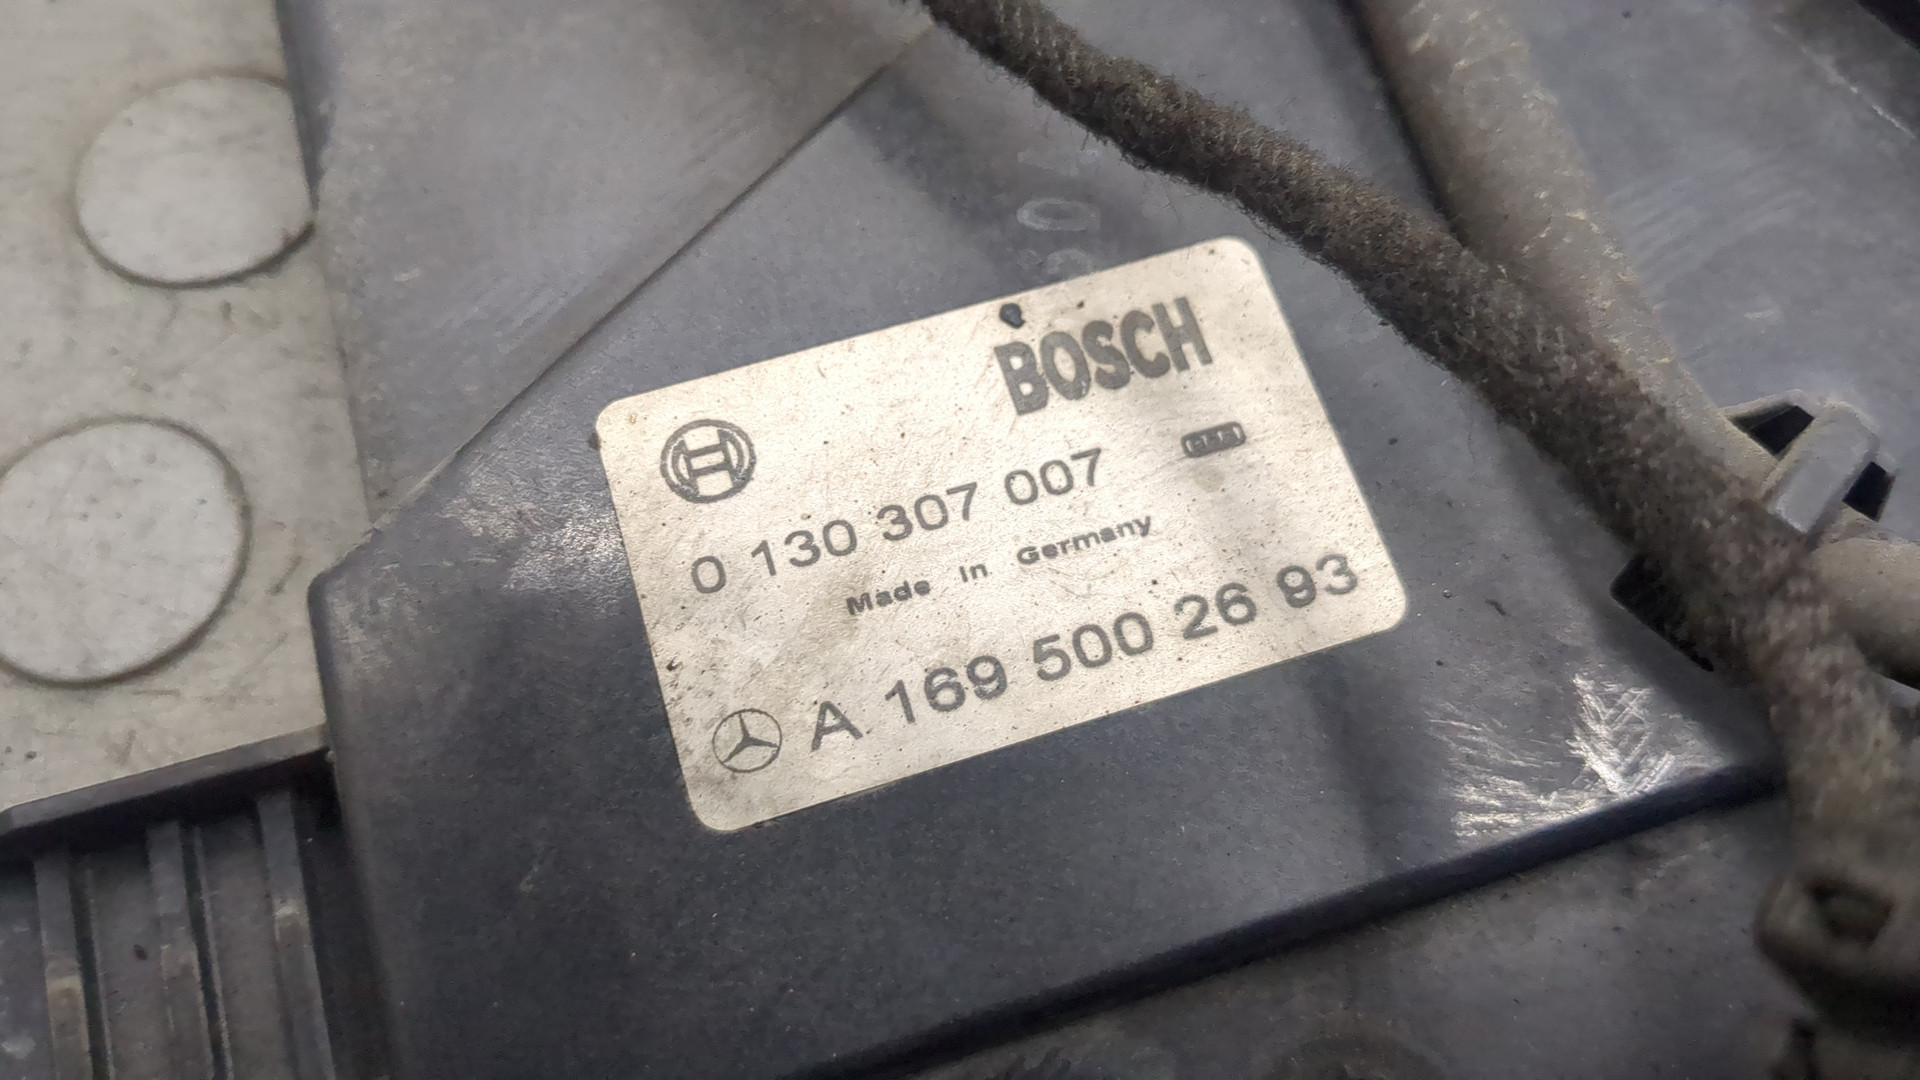 BOSCH
0 130 307 007
Made in Germany
A 169 500 26 93